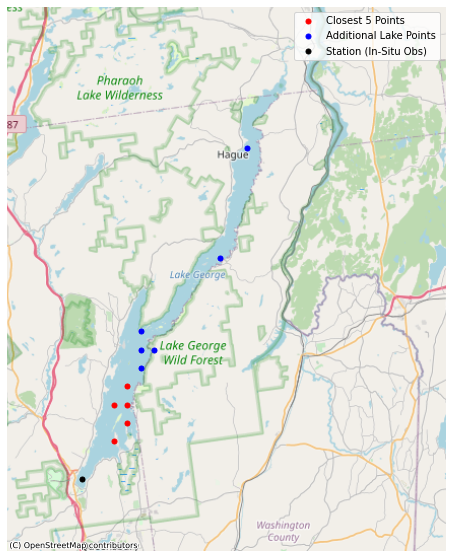 ESS
Closest 5 Points
Additional Lake Points
Station (In-Situ Obs)
Pharaoh
Lake Wilderness
87
Hague
Lake George
Lake George
Wild Forest
Washington
County
(C) OpenStreetMap contributors